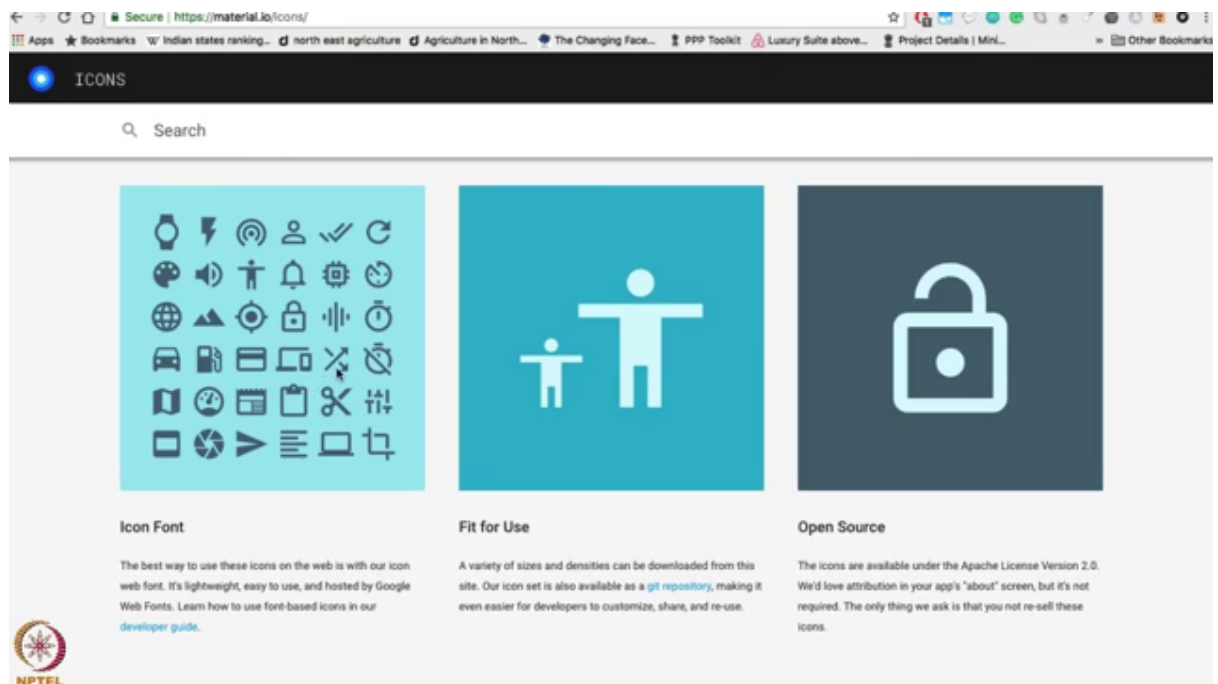 Secure | https://material.io/icons/
Apps Bookmarks Indian states ranking... north east agriculture Agriculture in North... The Changing Face... PPP Toolkit Luxury Suite above... Project Details | Mini... » Other Bookmarks
ICONS
Search
Icon Font
The best way to use these icons on the web is with our icon
web font. It's lightweight, easy to use, and hosted by Google
Web Fonts. Learn how to use font-based icons in our
developer guide.
Fit for Use
A variety of sizes and densities can be downloaded from this
site. Our icon set is also available as a git repository, making it
even easier for developers to customize, share, and re-use.
Open Source
The icons are available under the Apache License Version 2.0.
We'd love attribution in your app's "about" screen, but it's not
required. The only thing we ask is that you not re-sell these
icons.
NPTEL